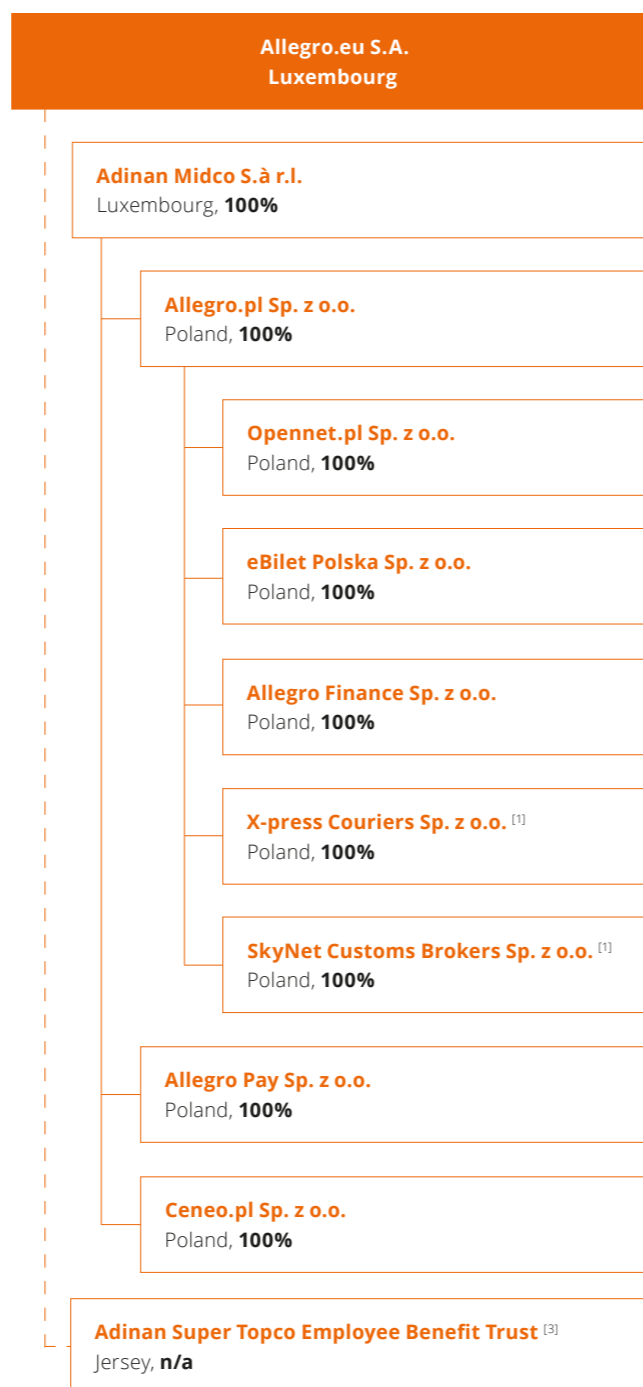 Allegro.eu S.A.
Luxembourg
Adinan Midco S.à r.l.
Luxembourg, 100%
Allegro.pl Sp. z o.o.
Poland, 100%
Opennet.pl Sp. z o.o.
Poland, 100%
eBilet Polska Sp. z o.o.
Poland, 100%
Allegro Finance Sp. z o.o.
Poland, 100%
X-press Couriers Sp. z o.o. [1]
Poland, 100%
SkyNet Customs Brokers Sp. z o.o. [1]
Poland, 100%
Allegro Pay Sp. z o.o.
Poland, 100%
Ceneo.pl Sp. z o.o.
Poland, 100%
Adinan Super Topco Employee Benefit Trust [3]
Jersey, n/a